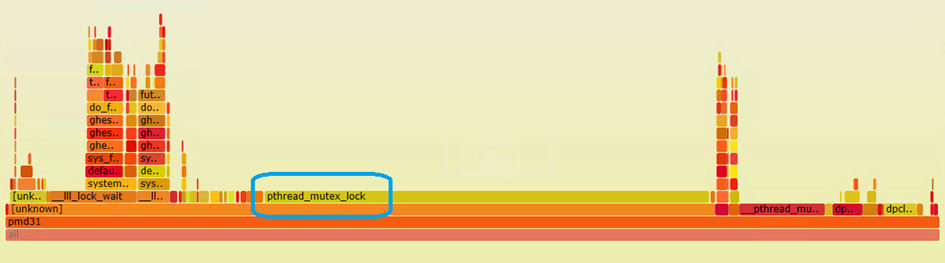 f..
t.. f..
t.. fut..
do_f.. do..
ghes.. gh..
ghes.. gh..
ghe.. gh..
sys_f.. sy..
defau.. de..
[unk.. __lll_lock_wait system.. __ll.. sys.. pthread_mutex_lock
[unknown] __pthread_mu.. dp.. dpcl..
pmd31
all